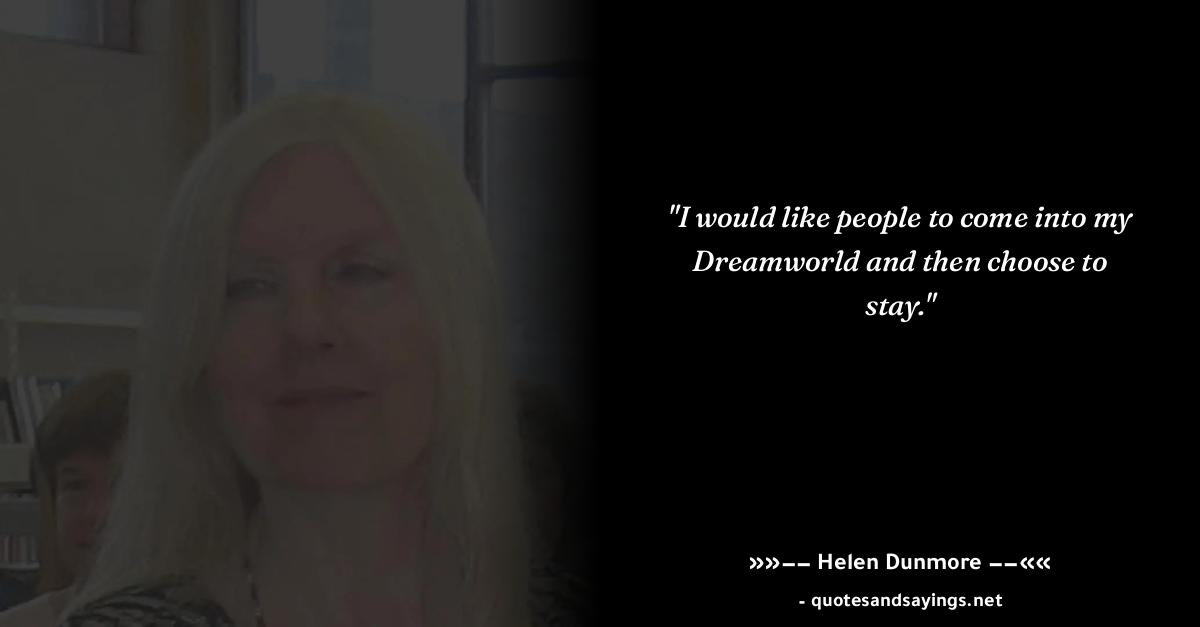 "I would like people to come into my
Dreamworld and then choose to
stay."
»»−− Helen Dunmore −−««
- quotesandsayings.net